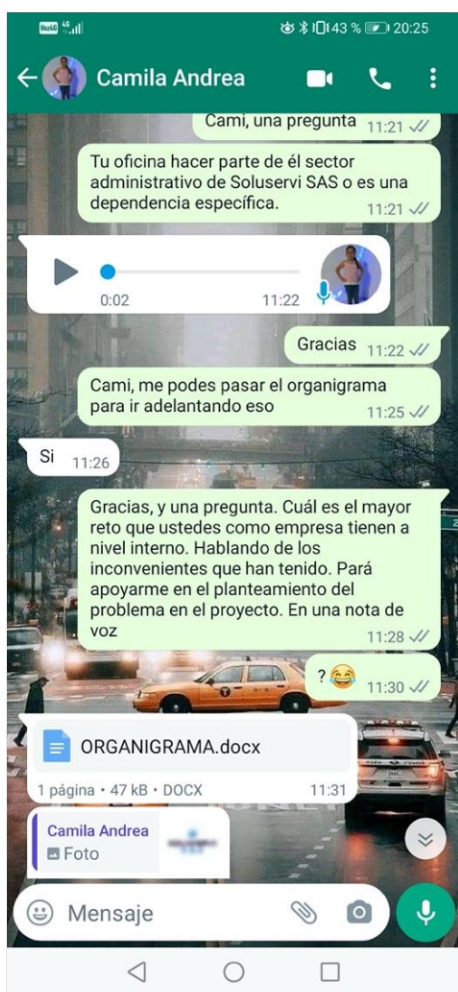 43 % 20:25
Camila Andrea
Cami, una pregunta 11:21
Tu oficina hacer parte de él sector
administrativo de Soluservi SAS o es una
dependencia específica.
11:21
0:02 11:22
Gracias 11:22
Cami, me podes pasar el organigrama
para ir adelantando eso
11:25
Si 11:26
Gracias, y una pregunta. Cuál es el mayor
reto que ustedes como empresa tienen a
nivel interno. Hablando de los
inconvenientes que han tenido. Pará
apoyarme en el planteamiento del
problema en el proyecto. En una nota de
voz
11:28
?😂 11:30
ORGANIGRAMA.docx
1 página • 47 kB • DOCX 11:31
Camila Andrea
Foto
Mensaje